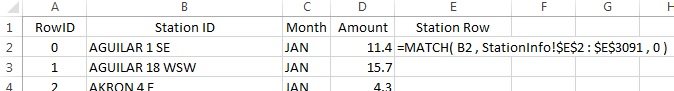 A B C D E F G H
1 RowID Station ID Month Amount Station Row
2 0 AGUILAR 1 SE JAN 11.4 =MATCH( B2 , StationInfo!$E$2 : $E$3091 , 0 )
3 1 AGUILAR 18 WSW JAN 15.7
4 2 AKRON 4 E JAN 4.3